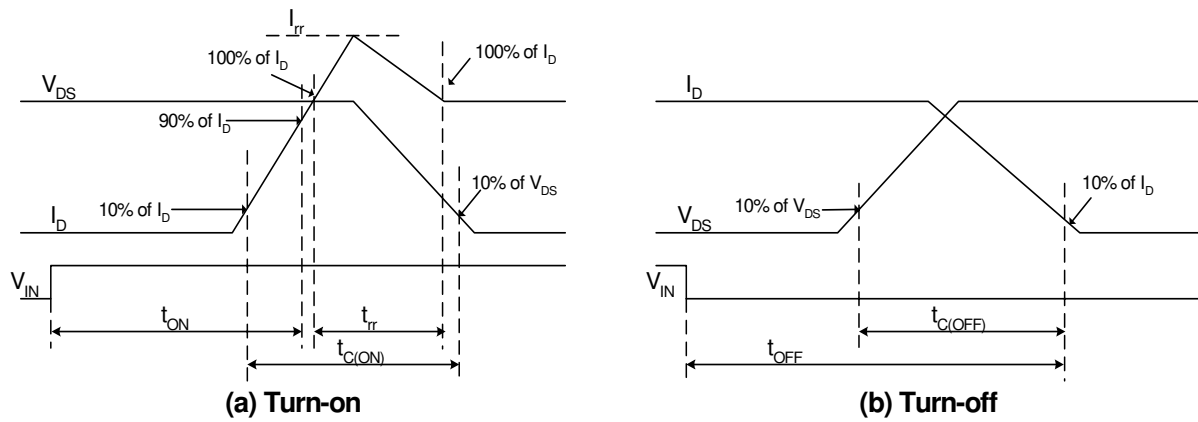 I_rr
100% of I_D
100% of I_D
V_DS
90% of I_D
10% of I_D
10% of V_DS
I_D
V_IN
t_ON
t_rr
t_C(ON)
(a) Turn-on
I_D
10% of V_DS
10% of I_D
V_DS
V_IN
t_C(OFF)
t_OFF
(b) Turn-off